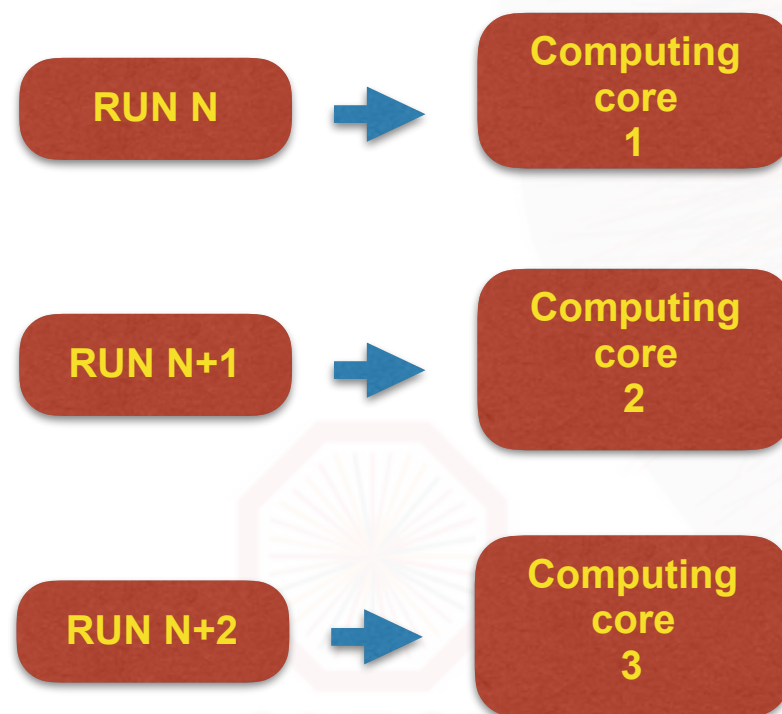 RUN N
Computing
core
1
RUN N+1
Computing
core
2
RUN N+2
Computing
core
3